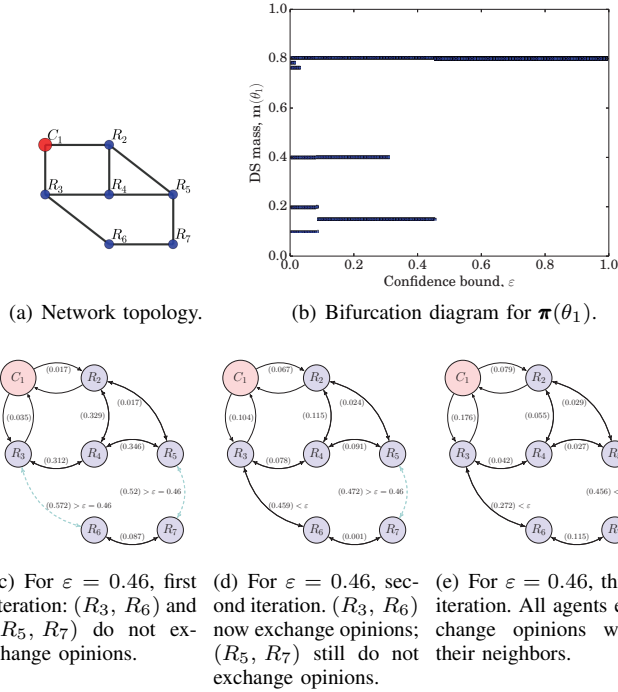 C1
R2
R3
R4
R5
R6
R7
(a) Network topology.
1.0
0.8
0.6
0.4
0.2
0.0
DS mass, m(θ1)
0.0 0.2 0.4 0.6 0.8 1.0
Confidence bound, ε
(b) Bifurcation diagram for π(θ1).
C1
(0.017)
R2
(0.035)
(0.329)
(0.017)
R3
(0.312)
R4
(0.346)
R5
(0.572) > ε = 0.46
(0.52) > ε = 0.46
R6
(0.087)
R7
C1
(0.067)
R2
(0.104)
(0.115)
(0.024)
R3
(0.078)
R4
(0.091)
R5
(0.459) < ε
(0.472) > ε = 0.46
R6
(0.001)
R7
C1
(0.079)
R2
(0.176)
(0.055)
(0.029)
R3
(0.042)
R4
(0.027)
R5
(0.272) < ε
(0.456) <
R6
(0.115)
c) For ε = 0.46, first
teration: (R3, R6) and
R5, R7) do not ex-
hange opinions.
(d) For ε = 0.46, sec-
ond iteration. (R3, R6)
now exchange opinions;
(R5, R7) still do not
exchange opinions.
(e) For ε = 0.46, th
iteration. All agents e
change opinions w
their neighbors.